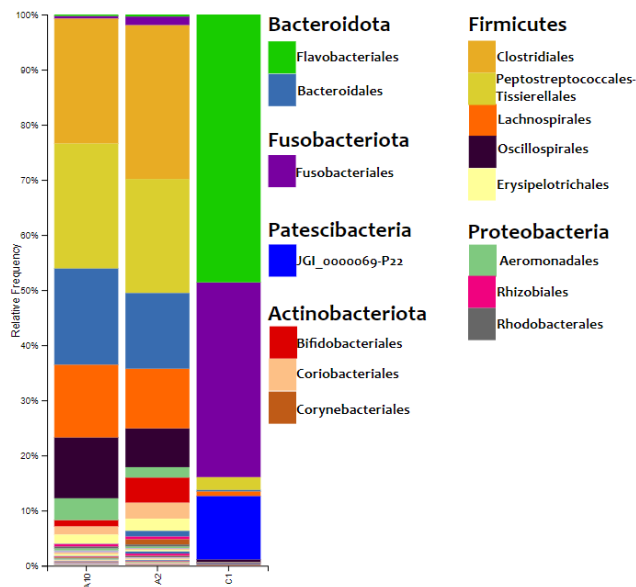 100%
90%
80%
70%
60%
50%
40%
30%
20%
10%
0%
Relative Frequency
A10
A2
C1
Bacteroidota
Flavobacteriales
Bacteroidales
Fusobacteriota
Fusobacteriales
Patescibacteria
JGI_0000069-P22
Actinobacteriota
Bifidobacteriales
Coriobacteriales
Corynebacteriales
Firmicutes
Clostridiales
Peptostreptococcales-
Tissierellales
Lachnospirales
Oscillospirales
Erysipelotrichales
Proteobacteria
Aeromonadales
Rhizobiales
Rhodobacterales